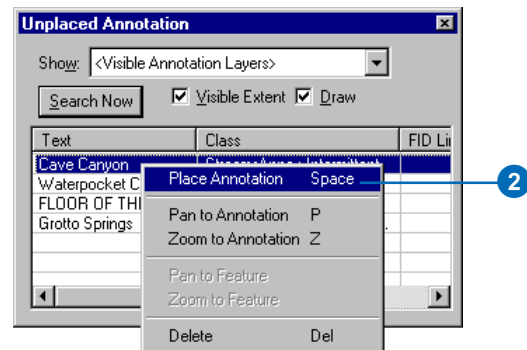 Unplaced Annotation
Show: <Visible Annotation Layers>
Search Now Visible Extent Draw
Text Class FID Li
Cave Canyon
Place Annotation Space 2
Waterpocket C
FLOOR OF THI
Pan to Annotation P
Grotto Springs
Zoom to Annotation Z
Pan to Feature
Zoom to Feature
Delete Del